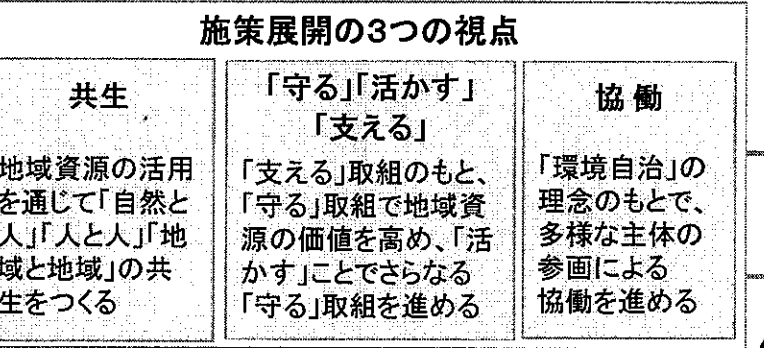 施策展開の3つの視点
共生
地域資源の活用
を通じて「自然と
人」「人と人」「地
域と地域」の共
生をつくる
「守る」「活かす」
「支える」
「支える」取組のもと、
「守る」取組で地域資
源の価値を高め、「活
かす」ことでさらなる
「守る」取組を進める
協働
「環境自治」の
理念のもとで、
多様な主体の
参画による
協働を進める